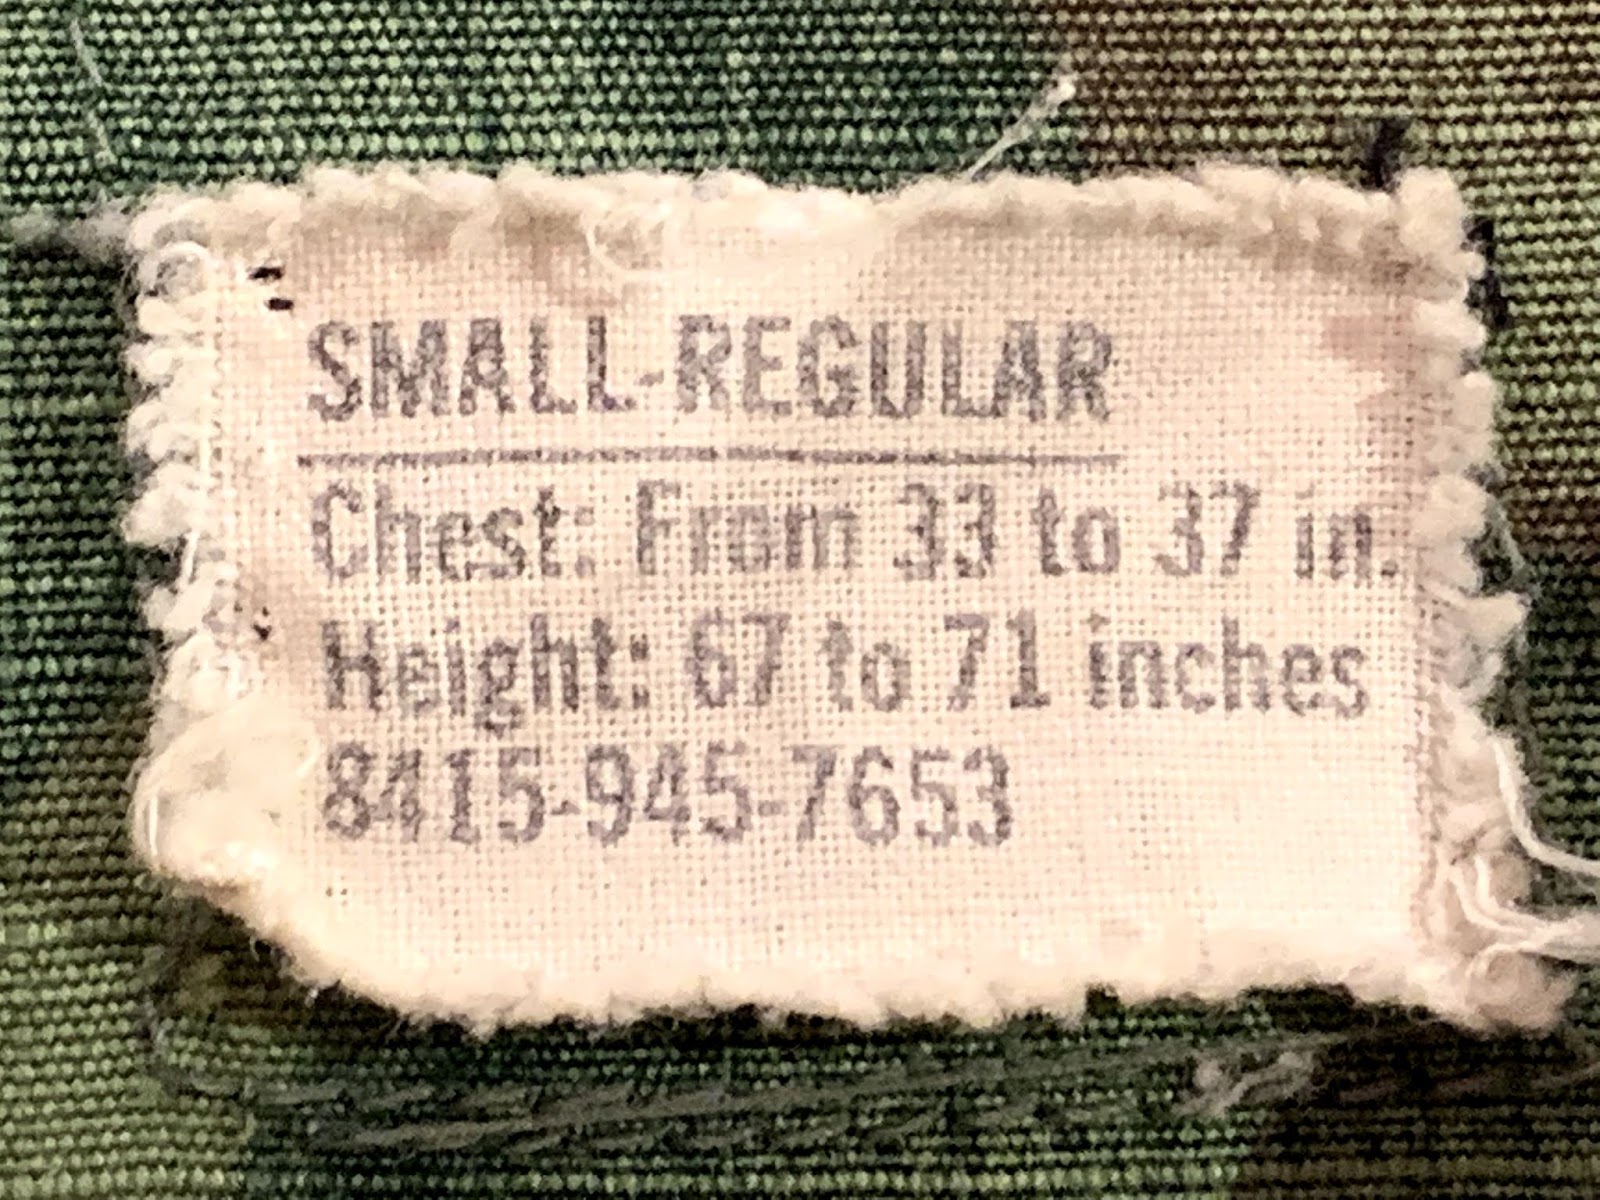 SMALL-REGULAR
Chest: From 33 to 37 in.
Height: 67 to 71 inches
8415-945-7653